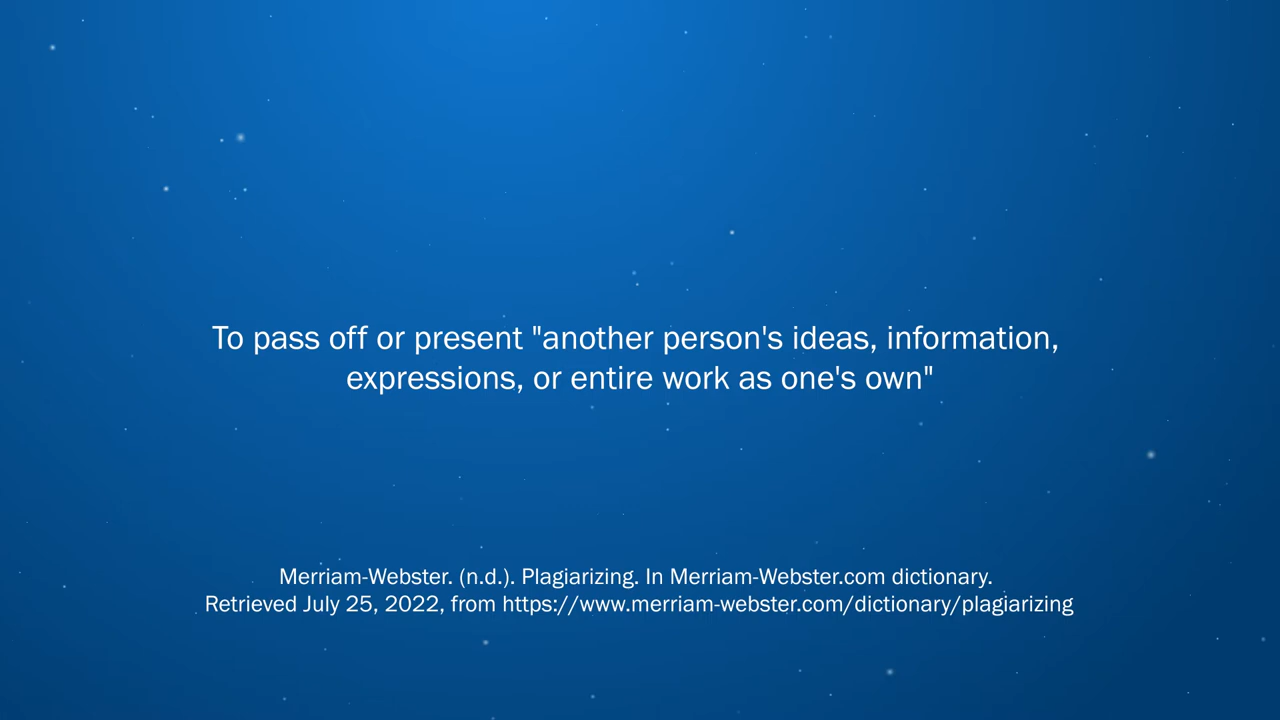 To pass off or present "another person's ideas, information,
expressions, or entire work as one's own"
Merriam-Webster. (n.d.). Plagiarizing. In Merriam-Webster.com dictionary.
Retrieved July 25, 2022, from https://www.merriam-webster.com/dictionary/plagiarizing